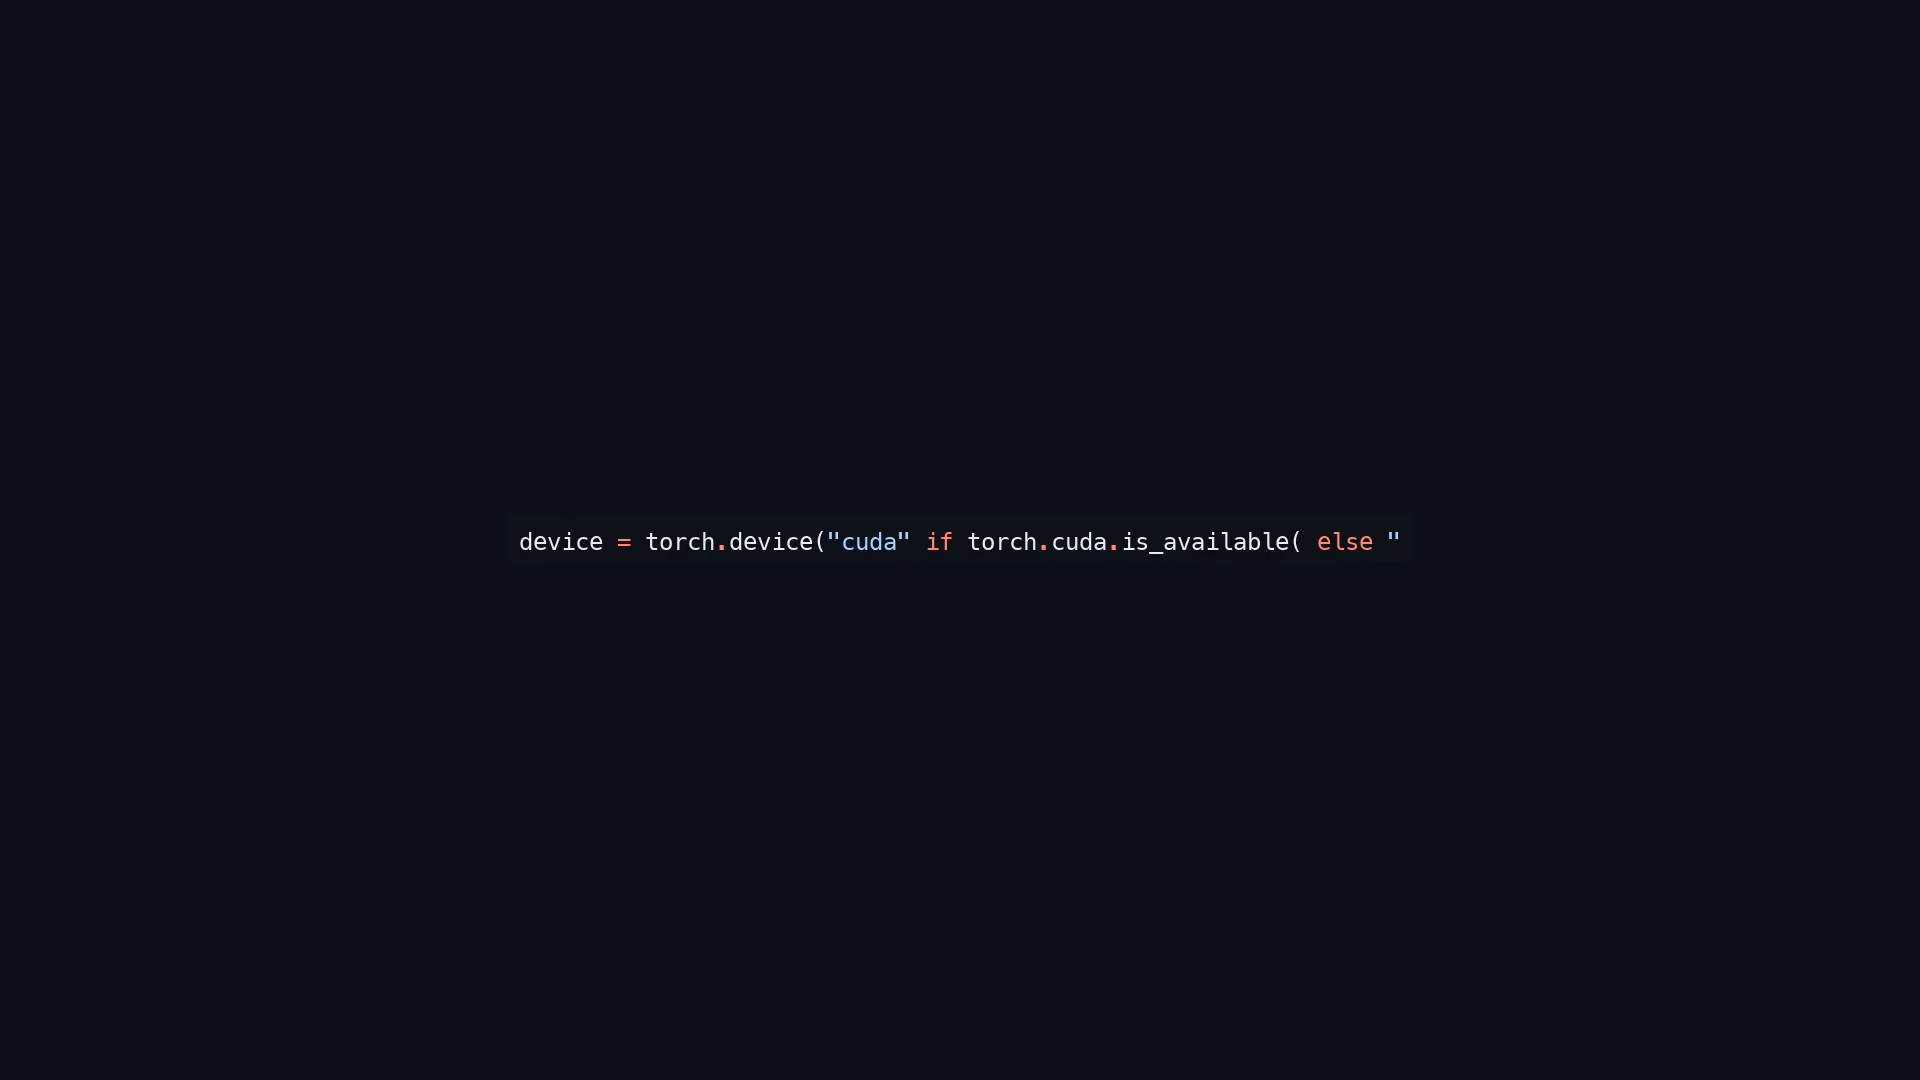 device = torch.device("cuda" if torch.cuda.is_available( else "